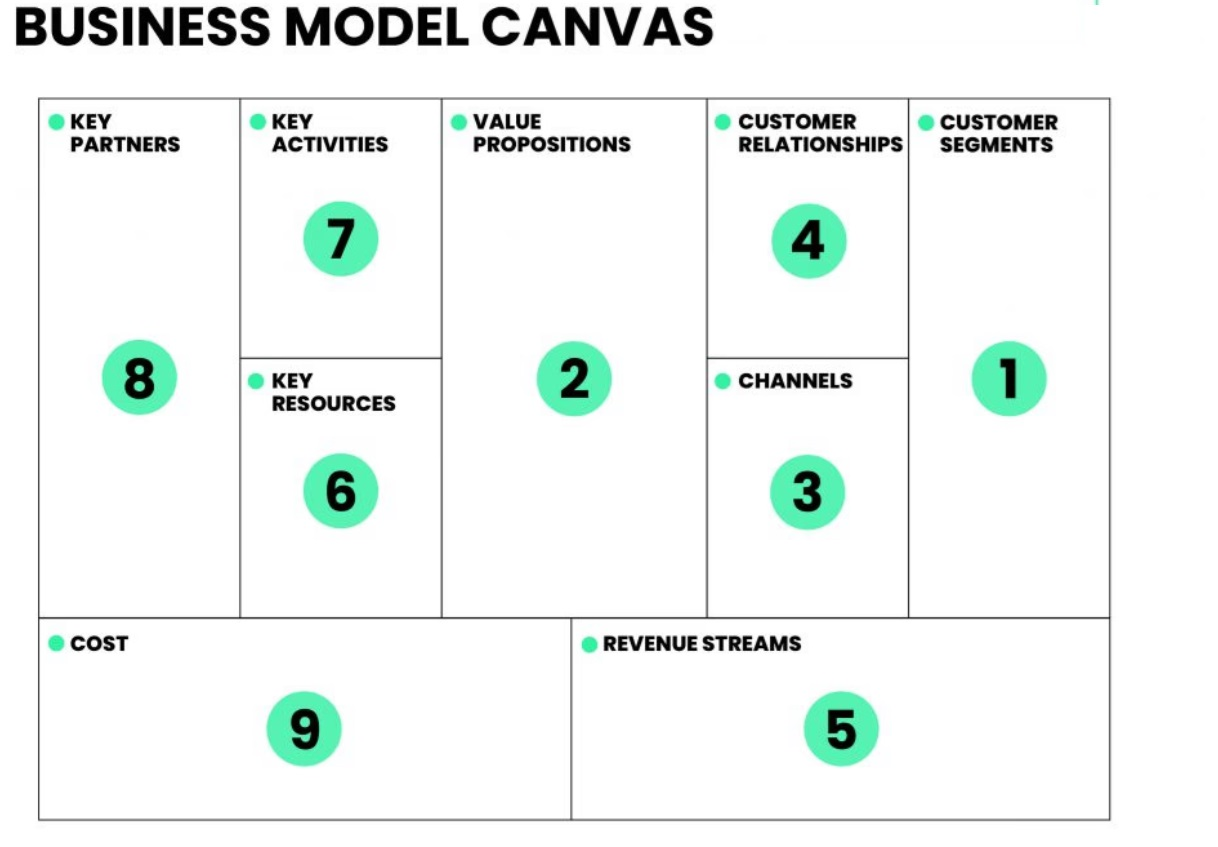 BUSINESS MODEL CANVAS
KEY
PARTNERS
8
KEY
ACTIVITIES
7
KEY
RESOURCES
6
VALUE
PROPOSITIONS
2
CUSTOMER
RELATIONSHIPS
4
CHANNELS
3
CUSTOMER
SEGMENTS
1
COST
9
REVENUE STREAMS
5